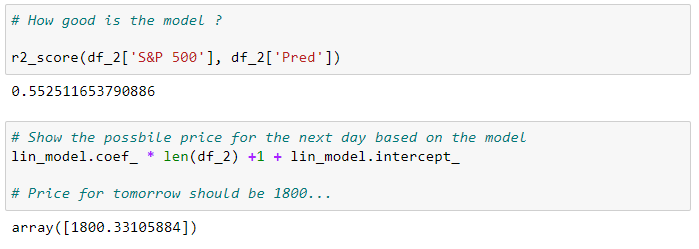 # How good is the model ?
r2_score(df_2['S&P 500'], df_2['Pred'])
0.552511653790886
# Show the possbile price for the next day based on the model
lin_model.coef_ * len(df_2) +1 + lin_model.intercept_
# Price for tomorrow should be 1800...
array([1800.33105884])